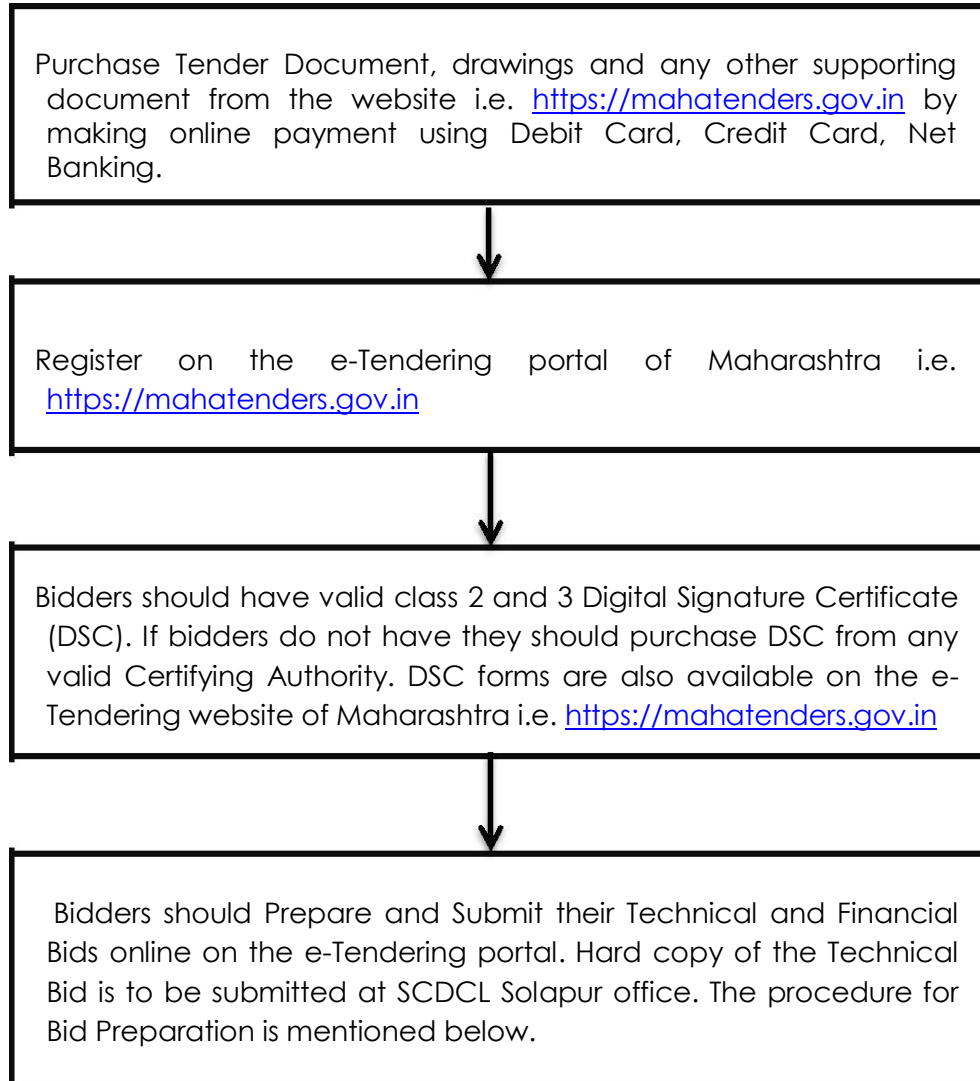 Purchase Tender Document, drawings and any other supporting
document from the website i.e. https://mahatenders.gov.in by
making online payment using Debit Card, Credit Card, Net
Banking.
Register on the e-Tendering portal of Maharashtra i.e.
https://mahatenders.gov.in
Bidders should have valid class 2 and 3 Digital Signature Certificate
(DSC). If bidders do not have they should purchase DSC from any
valid Certifying Authority. DSC forms are also available on the e-
Tendering website of Maharashtra i.e. https://mahatenders.gov.in
Bidders should Prepare and Submit their Technical and Financial
Bids online on the e-Tendering portal. Hard copy of the Technical
Bid is to be submitted at SCDCL Solapur office. The procedure for
Bid Preparation is mentioned below.